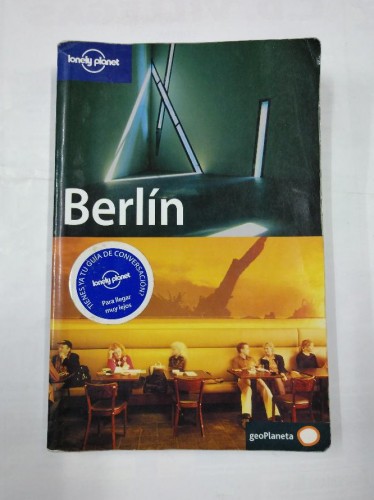 lonely planet
Berlín
¿TIENES YA TU GUÍA DE CONVERSACIÓN?
lonely planet
Para llegar
muy lejos
geoPlaneta